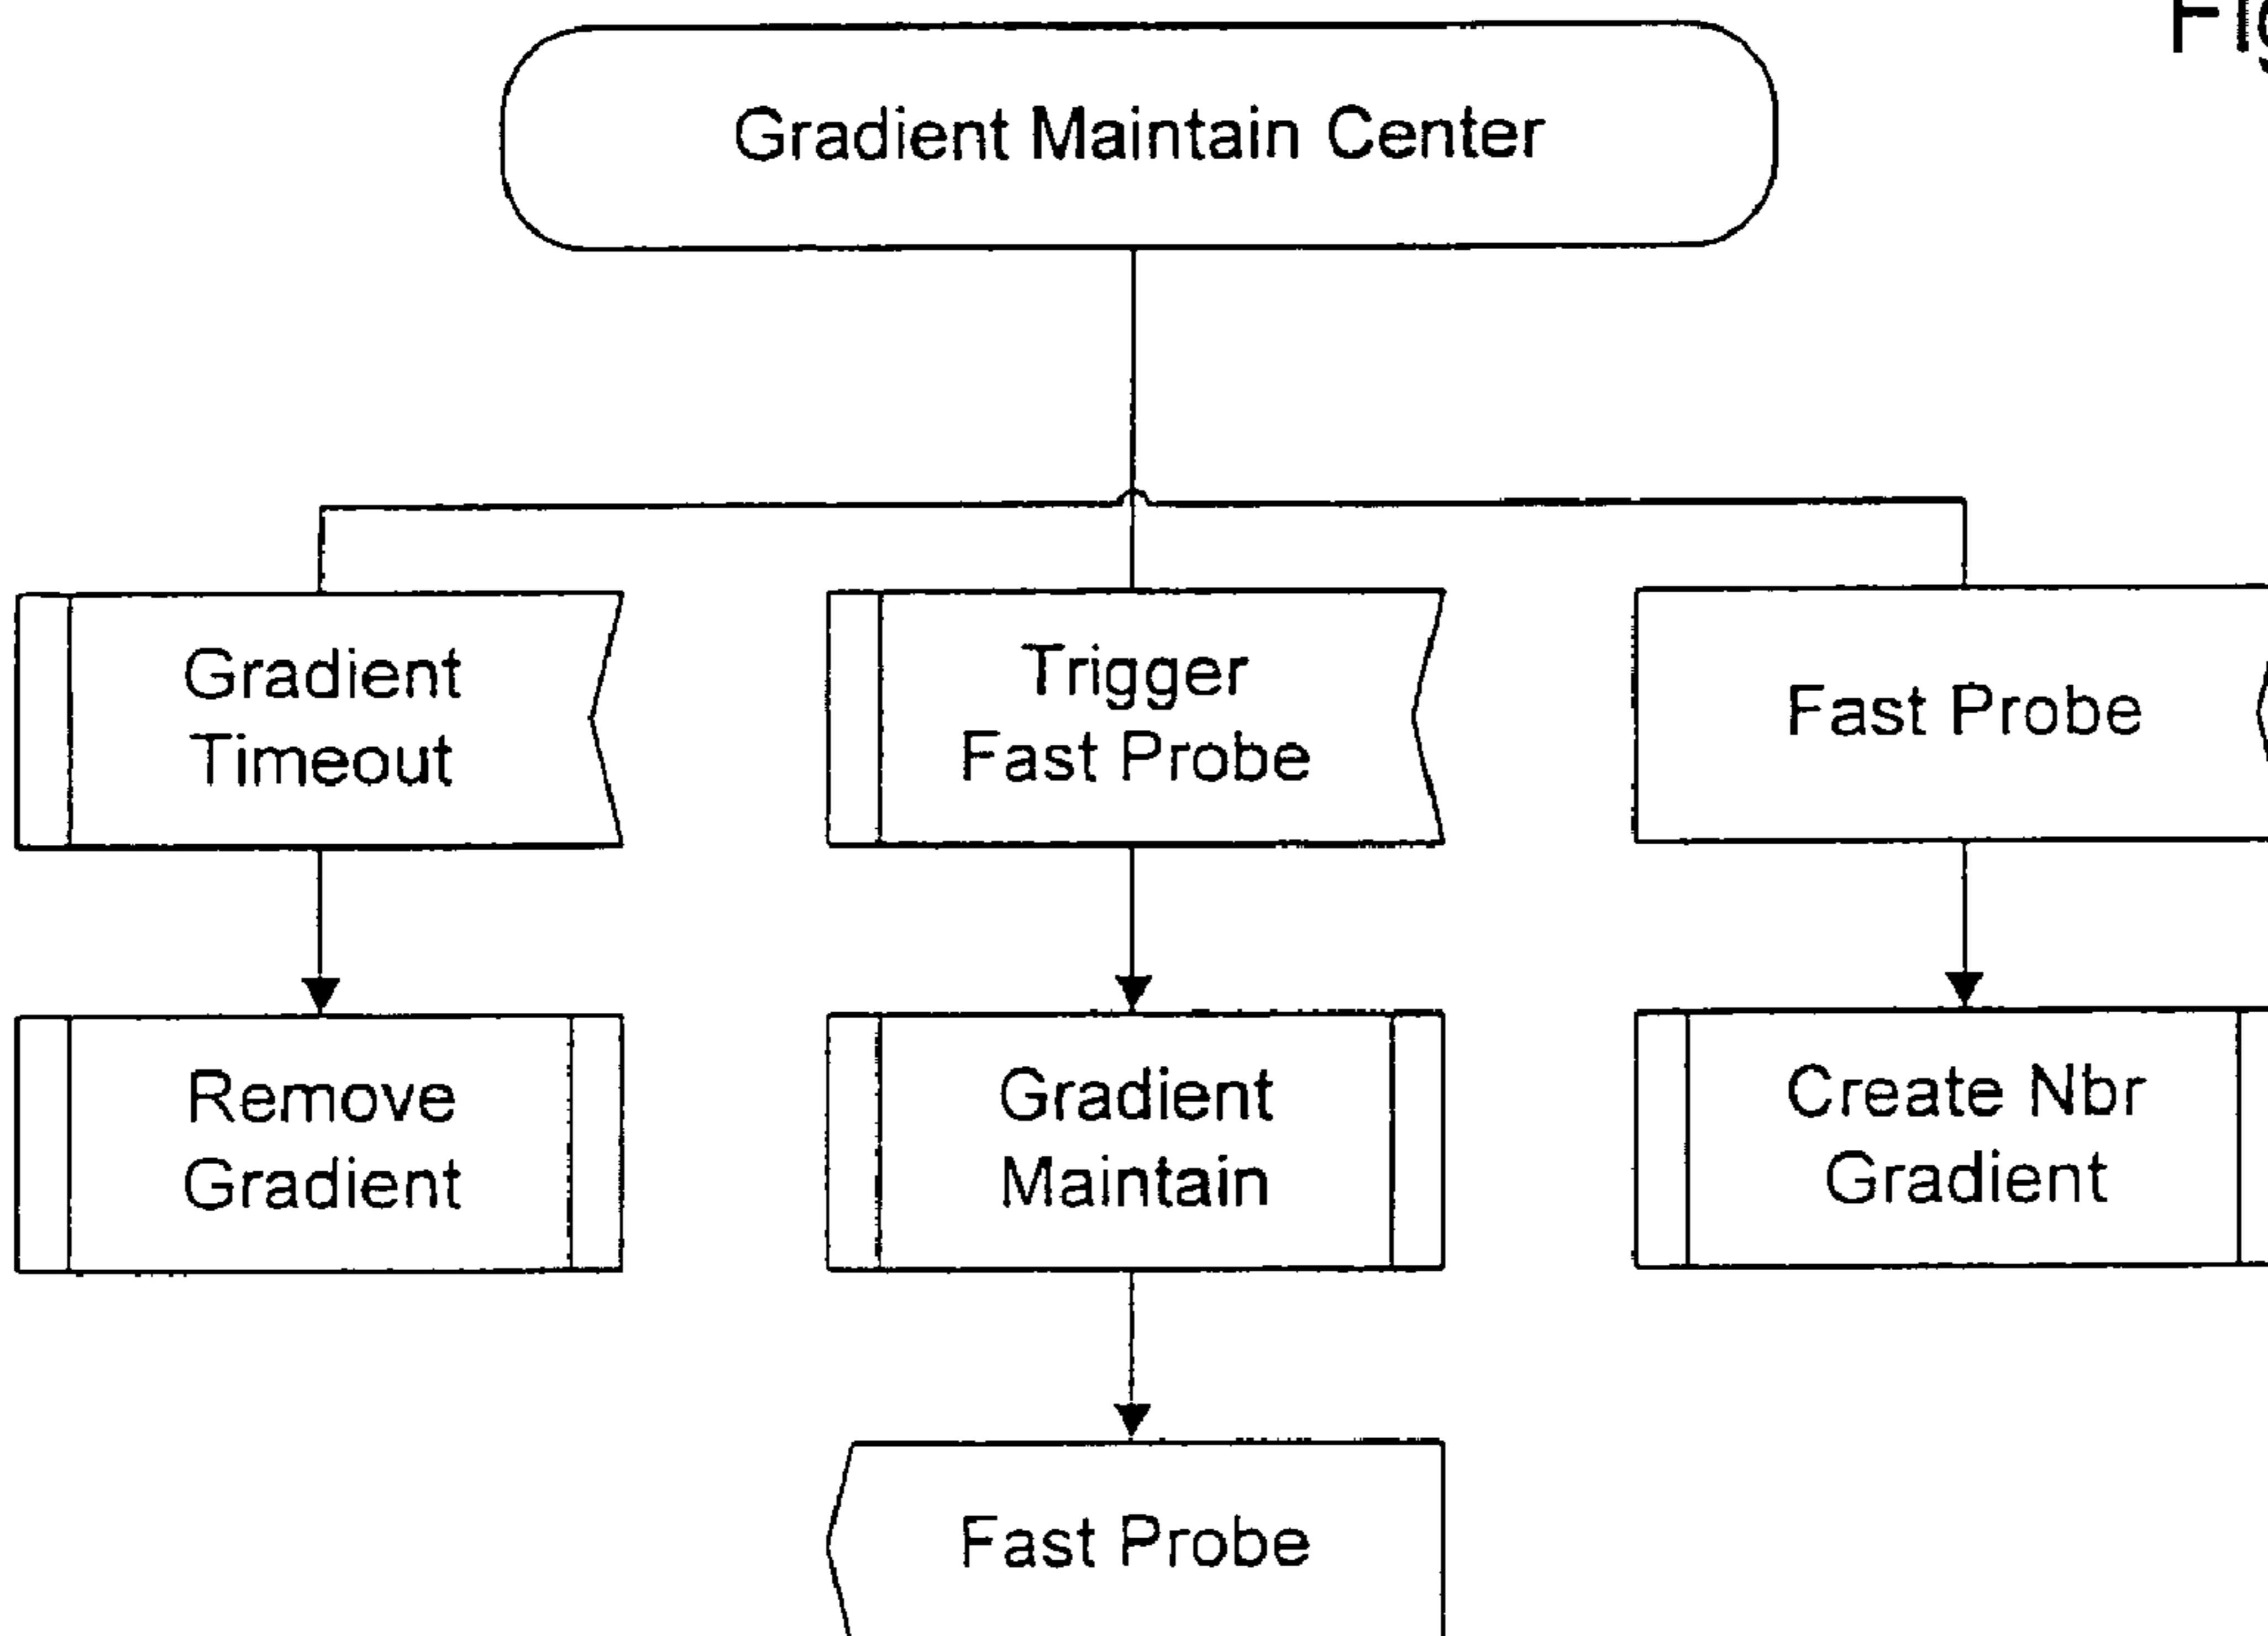 Gradient Maintain Center
Gradient
Timeout
Trigger
Fast Probe
Fast Probe
Remove
Gradient
Gradient
Maintain
Create Nbr
Gradient
Fast Probe